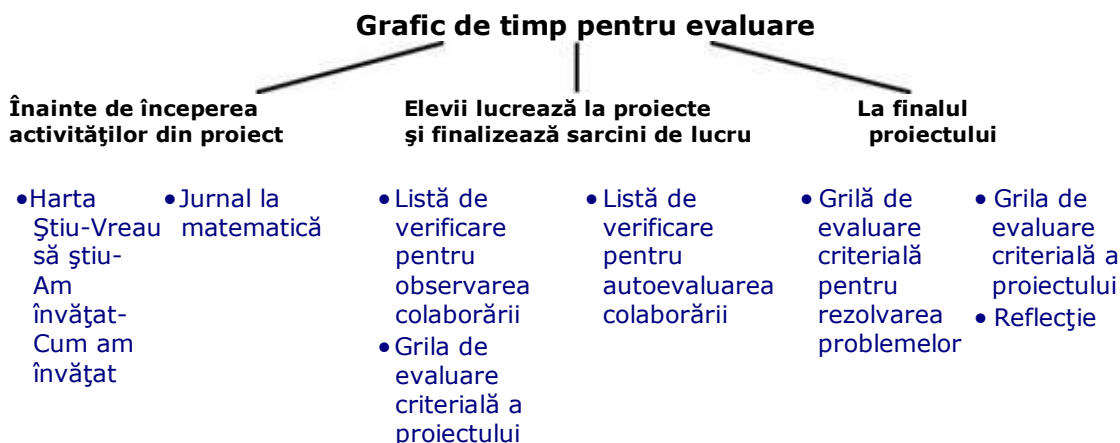 Grafic de timp pentru evaluare
Înainte de începerea
activităţilor din proiect
Elevii lucrează la proiecte
şi finalizează sarcini de lucru
La finalul
proiectului
•Harta
Ştiu-Vreau
să ştiu-
Am
învăţat-
Cum am
învăţat
•Jurnal la
matematică
•Listă de
verificare
pentru
observarea
colaborării
•Grila de
evaluare
criterială a
proiectului
•Listă de
verificare
pentru
autoevaluarea
colaborării
•Grilă de
evaluare
criterială
pentru
rezolvarea
problemelor
•Grila de
evaluare
criterială a
proiectului
•Reflecţie